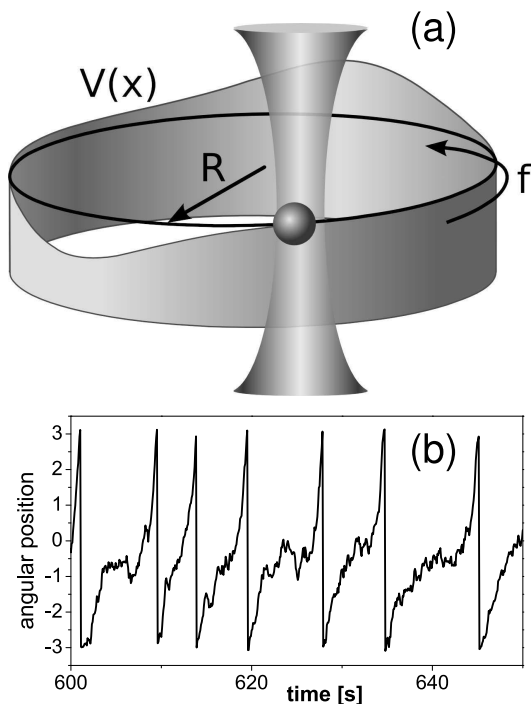 (a)
V(x)
R
f
(b)
3
2
1
0
-1
-2
-3
angular position
600
620
640
time [s]